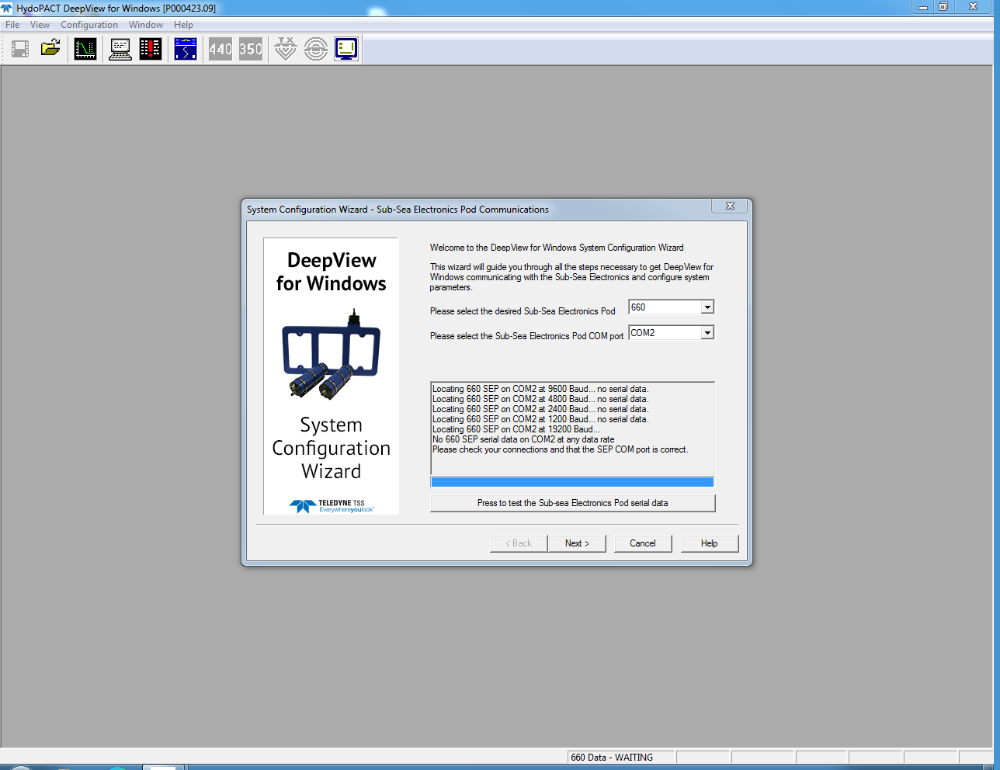 HydoPACT DeepView for Windows [P000423.09]
File View Configuration Window Help
440 350 TX
System Configuration Wizard - Sub-Sea Electronics Pod Communications
DeepView
for Windows
System
Configuration
Wizard
TELEDYNE TSS
Everywhereyoulook
Welcome to the DeepView for Windows System Configuration Wizard
This wizard will guide you through all the steps necessary to get DeepView for
Windows communicating with the Sub-Sea Electronics and configure system
parameters.
Please select the desired Sub-Sea Electronics Pod 660
Please select the Sub-Sea Electronics Pod COM port COM2
Locating 660 SEP on COM2 at 9600 Baud... no serial data.
Locating 660 SEP on COM2 at 4800 Baud... no serial data.
Locating 660 SEP on COM2 at 2400 Baud... no serial data.
Locating 660 SEP on COM2 at 1200 Baud... no serial data.
Locating 660 SEP on COM2 at 19200 Baud...
No 660 SEP serial data on COM2 at any data rate
Please check your connections and that the SEP COM port is correct.
Press to test the Sub-sea Electronics Pod serial data
< Back Next > Cancel Help
660 Data - WAITING